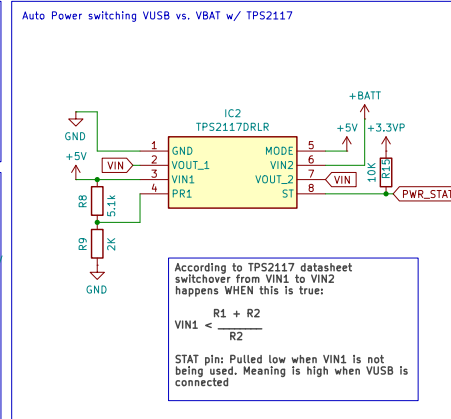 Auto Power switching VUSB vs. VBAT w/ TPS2117
+BATT
IC2
TPS2117DRLR
+5V
+3.3VP
GND
1 GND MODE 5
+5V
VIN 2 VOUT_1 VIN2 6
3 VIN1 VOUT_2 7 VIN
4 PR1 ST 8 PWR_STAT
10K R15
R8 5.1k
R9 2K
GND
According to TPS2117 datasheet
switchover from VIN1 to VIN2
happens WHEN this is true:
R1 + R2
VIN1 < ———
R2
STAT pin: Pulled low when VIN1 is not
being used. Meaning is high when VUSB is
connected